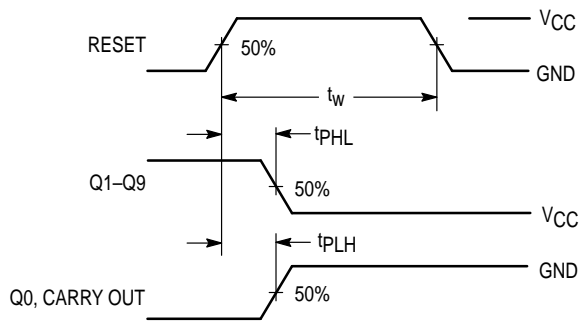 VCC
RESET
50%
GND
tw
tPHL
Q1–Q9
50%
VCC
tPLH
GND
Q0, CARRY OUT
50%